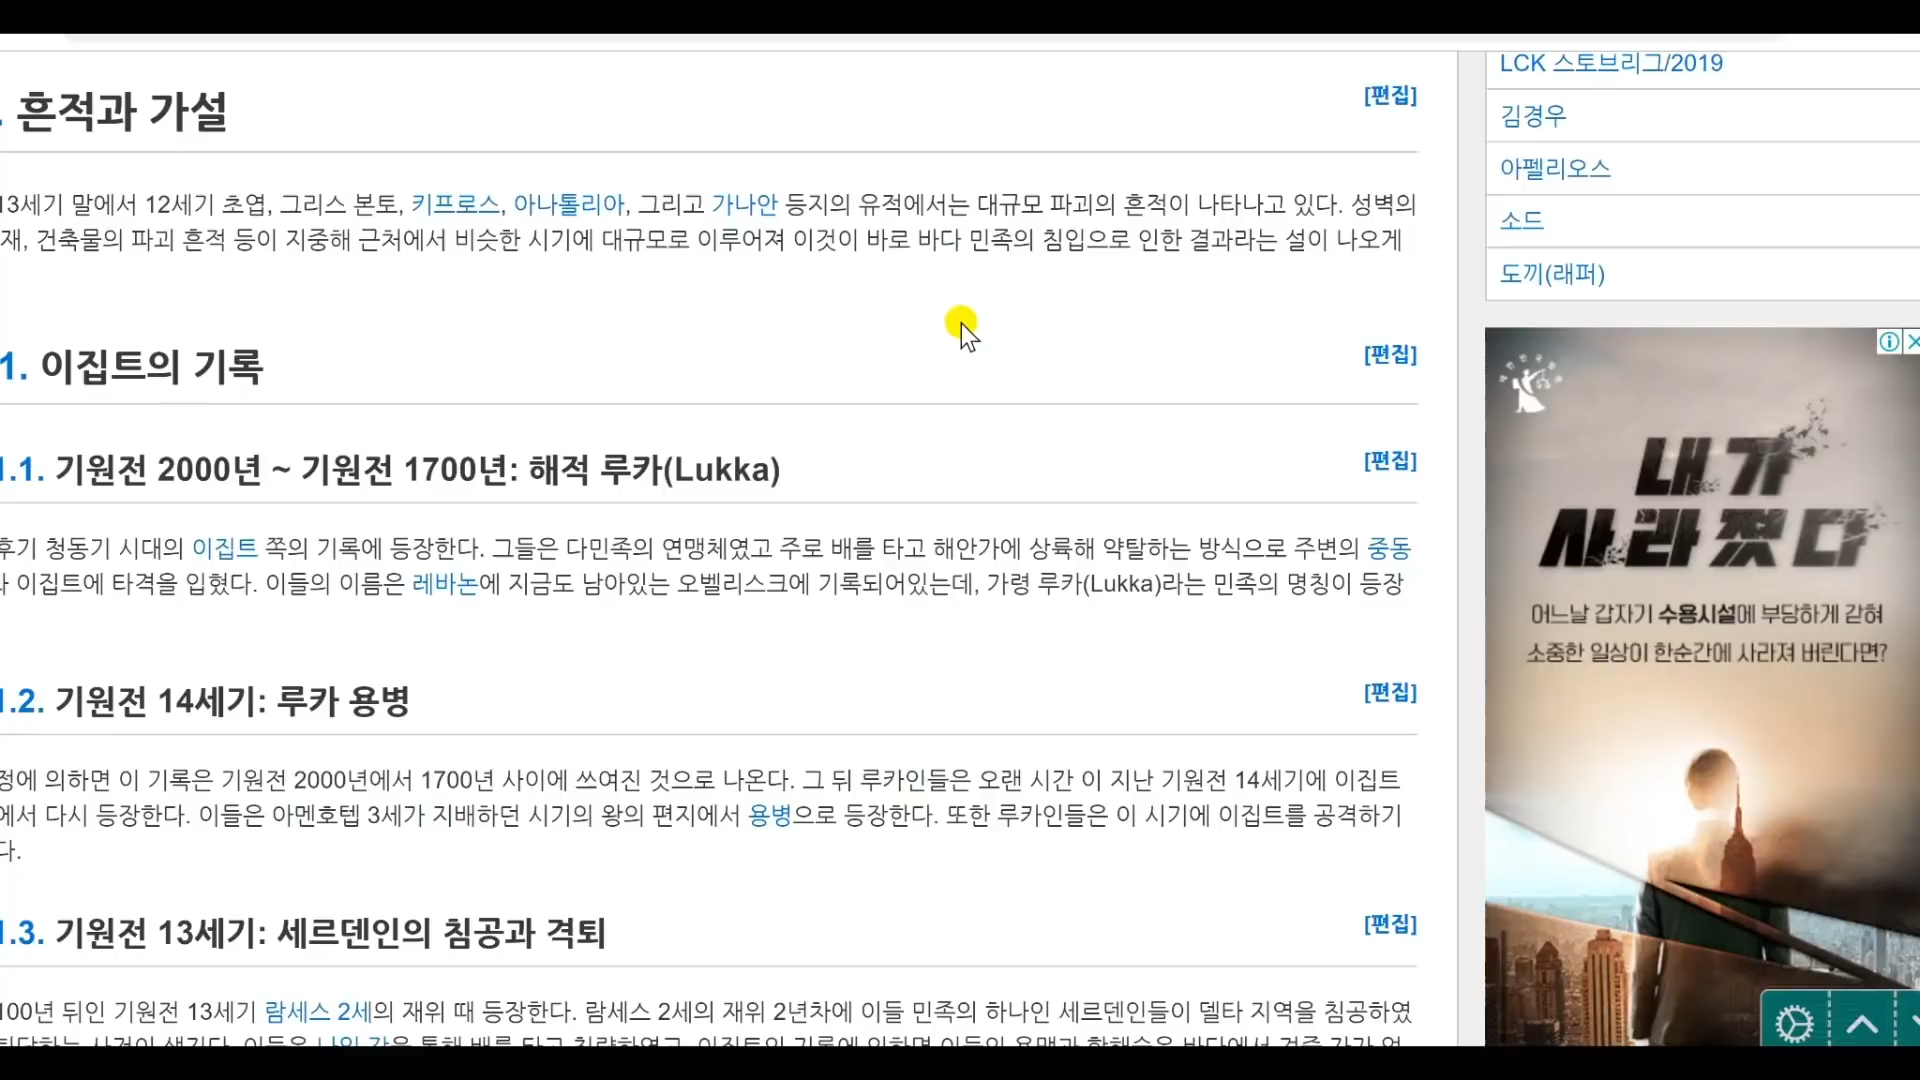 . 흔적과 가설
[편집]
13세기 말에서 12세기 초엽, 그리스 본토, 키프로스, 아나톨리아, 그리고 가나안 등지의 유적에서는 대규모 파괴의 흔적이 나타나고 있다. 성벽의
재, 건축물의 파괴 흔적 등이 지중해 근처에서 비슷한 시기에 대규모로 이루어져 이것이 바로 바다 민족의 침입으로 인한 결과라는 설이 나오게
1. 이집트의 기록
[편집]
1.1. 기원전 2000년 ~ 기원전 1700년: 해적 루카(Lukka)
[편집]
후기 청동기 시대의 이집트 쪽의 기록에 등장한다. 그들은 다민족의 연맹체였고 주로 배를 타고 해안가에 상륙해 약탈하는 방식으로 주변의 중동
이집트에 타격을 입혔다. 이들의 이름은 레바논에 지금도 남아있는 오벨리스크에 기록되어있는데, 가령 루카(Lukka)라는 민족의 명칭이 등장
1.2. 기원전 14세기: 루카 용병
[편집]
정에 의하면 이 기록은 기원전 2000년에서 1700년 사이에 쓰여진 것으로 나온다. 그 뒤 루카인들은 오랜 시간 이 지난 기원전 14세기에 이집트
에서 다시 등장한다. 이들은 아멘호텝 3세가 지배하던 시기의 왕의 편지에서 용병으로 등장한다. 또한 루카인들은 이 시기에 이집트를 공격하기
다.
1.3. 기원전 13세기: 세르덴인의 침공과 격퇴
[편집]
100년 뒤인 기원전 13세기 람세스 2세의 재위 때 등장한다. 람세스 2세의 재위 2년차에 이들 민족의 하나인 세르덴인들이 델타 지역을 침공하였
LCK 스토브리그/2019
김경우
아펠리오스
소드
도끼(래퍼)
내가
사라졌다
어느날 갑자기 수용시설에 부당하게 갇혀
소중한 일상이 한순간에 사라져 버린다면?